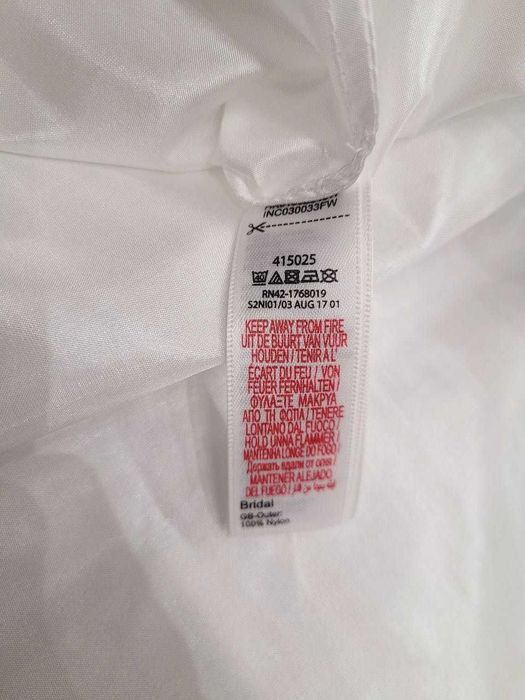 INC030033FW
415025
RN42-1768019
S2NI01/03 AUG 17 01
KEEP AWAY FROM FIRE
UIT DE BUURT VAN VUUR
HOUDEN / TENIR A L'
ÉCART DU FEU / VON
FEUER FERNHALTEN /
ΦΥΛΑΞΤΕ ΜΑΚΡΥΑ
ΑΠΟ ΤΗ ΦΩΤΙΑ / TENERE
LONTANO DAL FUOCO /
HOLD UNNA FLAMMER /
MANTENHA LONGE DO FOGO /
Держать вдали от огня /
MANTENER ALEJADO
DEL FUEGO /
Bridal
GB-Outer:
100% Nylon